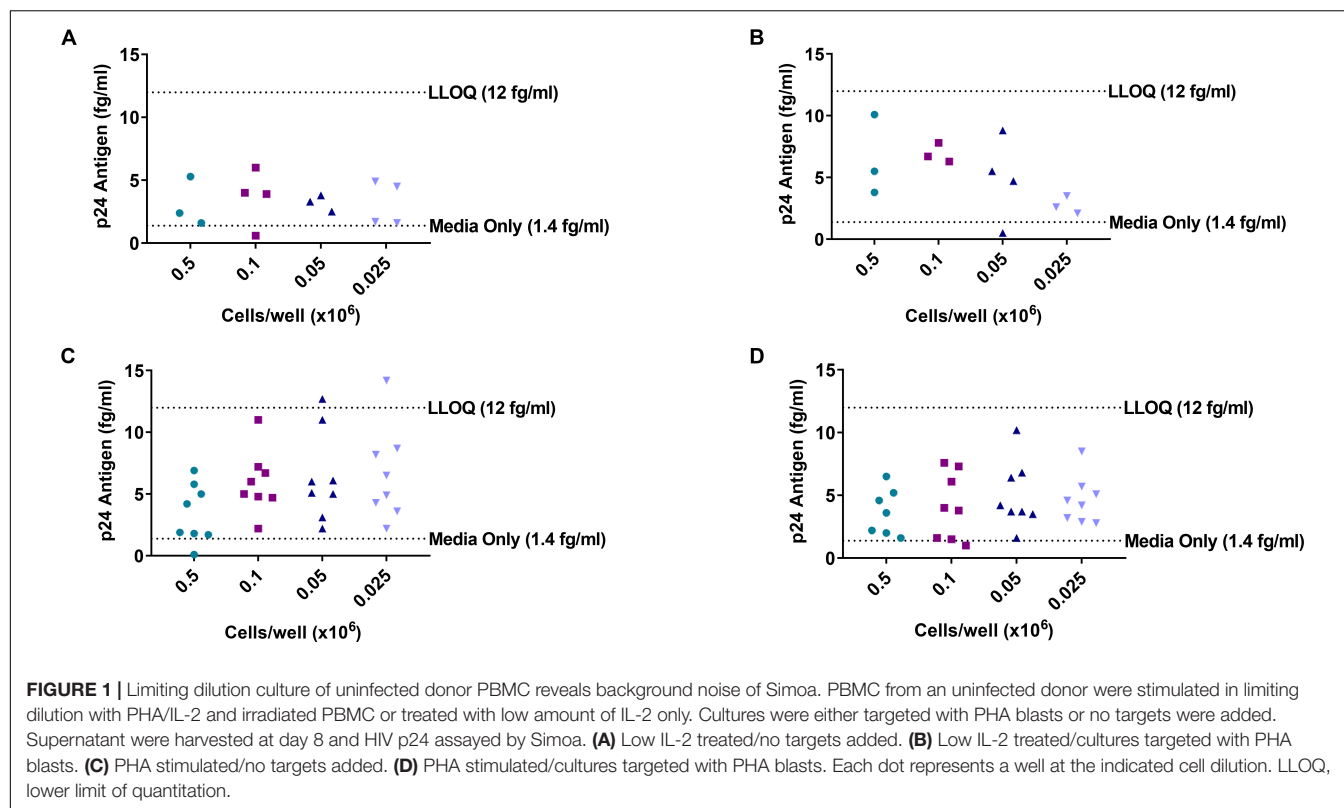 A
15
10
5
0
p24 Antigen (fg/ml)
LLOQ (12 fg/ml)
Media Only (1.4 fg/ml)
0.5
0.1
0.05
0.025
Cells/well (x10⁶)
B
15
10
5
0
p24 Antigen (fg/ml)
LLOQ (12 fg/ml)
Media Only (1.4 fg/ml)
0.5
0.1
0.05
0.025
Cells/well (x10⁶)
C
15
10
5
0
p24 Antigen (fg/ml)
LLOQ (12 fg/ml)
Media Only (1.4 fg/ml)
0.5
0.1
0.05
0.025
Cells/well (x10⁶)
D
15
10
5
0
p24 Antigen (fg/ml)
LLOQ (12 fg/ml)
Media Only (1.4 fg/ml)
0.5
0.1
0.05
0.025
Cells/well (x10⁶)
FIGURE 1 | Limiting dilution culture of uninfected donor PBMC reveals background noise of Simoa. PBMC from an uninfected donor were stimulated in limiting
dilution with PHA/IL-2 and irradiated PBMC or treated with low amount of IL-2 only. Cultures were either targeted with PHA blasts or no targets were added.
Supernatant were harvested at day 8 and HIV p24 assayed by Simoa. (A) Low IL-2 treated/no targets added. (B) Low IL-2 treated/cultures targeted with PHA
blasts. (C) PHA stimulated/no targets added. (D) PHA stimulated/cultures targeted with PHA blasts. Each dot represents a well at the indicated cell dilution. LLOQ,
lower limit of quantitation.